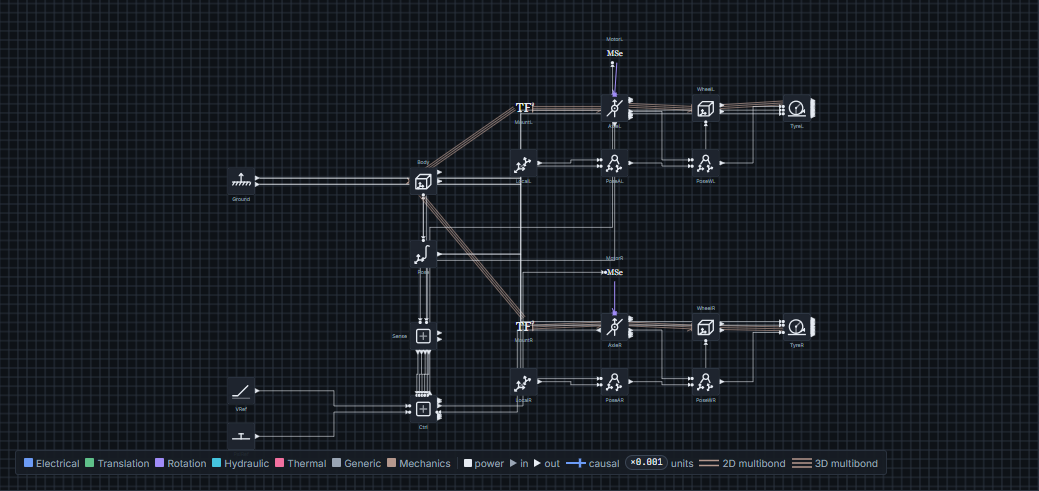 MotorL
MSe
WheelL
TF
MountL
AxleL
TyreL
Body
LocalL
PoseAL
PoseWL
Ground
Pose
MotorR
MSe
WheelR
TF
MountR
AxleR
TyreR
Sense
VRef
LocalR
PoseAR
PoseWR
Ctrl
Electrical Translation Rotation Hydraulic Thermal Generic Mechanics power in out causal ×0.001 units 2D multibond 3D multibond